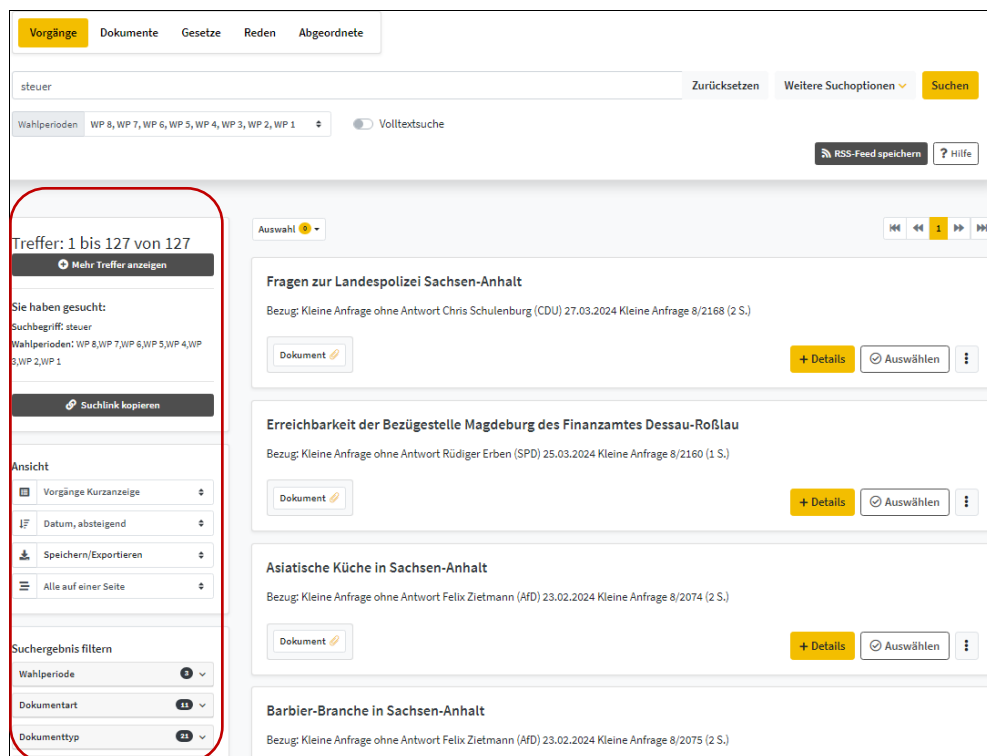 Vorgänge Dokumente Gesetze Reden Abgeordnete
steuer Zurücksetzen Weitere Suchoptionen Suchen
Wahlperioden WP 8, WP 7, WP 6, WP 5, WP 4, WP 3, WP 2, WP 1 Volltextsuche
RSS-Feed speichern ? Hilfe
Treffer: 1 bis 127 von 127
Mehr Treffer anzeigen
Sie haben gesucht:
Suchbegriff: steuer
Wahlperioden: WP 8,WP 7,WP 6,WP 5,WP 4,WP
3,WP 2,WP 1
Suchlink kopieren
Ansicht
Vorgänge Kurzanzeige
Datum, absteigend
Speichern/Exportieren
Alle auf einer Seite
Suchergebnis filtern
Wahlperiode 3
Dokumentart 11
Dokumenttyp 21
Auswahl 0
1
Fragen zur Landespolizei Sachsen-Anhalt
Bezug: Kleine Anfrage ohne Antwort Chris Schulenburg (CDU) 27.03.2024 Kleine Anfrage 8/2168 (2 S.)
Dokument
+ Details Auswählen
Erreichbarkeit der Bezügestelle Magdeburg des Finanzamtes Dessau-Roßlau
Bezug: Kleine Anfrage ohne Antwort Rüdiger Erben (SPD) 25.03.2024 Kleine Anfrage 8/2160 (1 S.)
Dokument
+ Details Auswählen
Asiatische Küche in Sachsen-Anhalt
Bezug: Kleine Anfrage ohne Antwort Felix Zietmann (AfD) 23.02.2024 Kleine Anfrage 8/2074 (2 S.)
Dokument
+ Details Auswählen
Barbier-Branche in Sachsen-Anhalt
Bezug: Kleine Anfrage ohne Antwort Felix Zietmann (AfD) 23.02.2024 Kleine Anfrage 8/2075 (2 S.)